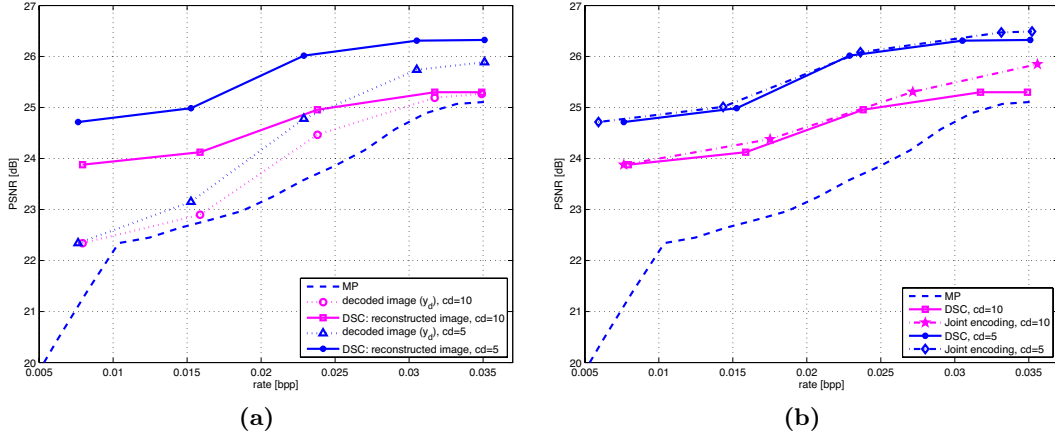 27
26
25
24
23
22
21
20
PSNR [dB]
0.005 0.01 0.015 0.02 0.025 0.03 0.035
rate [bpp]
MP
decoded image (y_d), cd=10
DSC: reconstructed image, cd=10
decoded image (y_d), cd=5
DSC: reconstructed image, cd=5
(a)
27
26
25
24
23
22
21
20
PSNR [dB]
0.005 0.01 0.015 0.02 0.025 0.03 0.035
rate [bpp]
MP
DSC, cd=10
Joint encoding, cd=10
DSC, cd=5
Joint encoding, cd=5
(b)